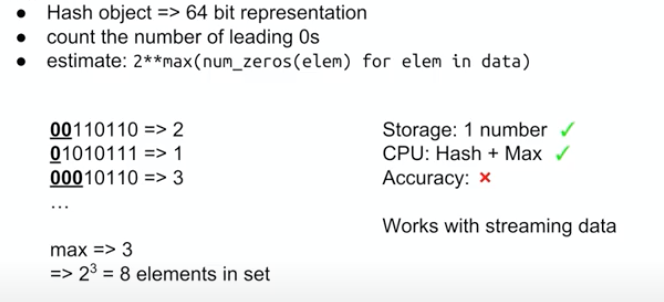 ● Hash object => 64 bit representation
● count the number of leading 0s
● estimate: 2**max(num_zeros(elem) for elem in data)
00110110 => 2
01010111 => 1
00010110 => 3
...
max => 3
=> 2³ = 8 elements in set
Storage: 1 number ✓
CPU: Hash + Max ✓
Accuracy: ×
Works with streaming data